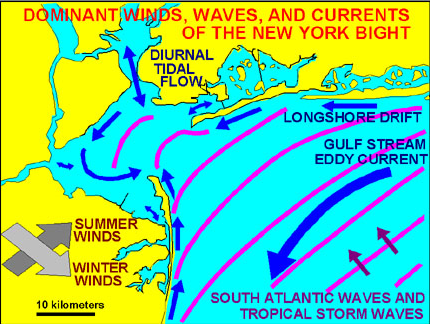 DOMINANT WINDS, WAVES, AND CURRENTS
OF THE NEW YORK BIGHT
DIURNAL
TIDAL
FLOW
LONGSHORE DRIFT
GULF STREAM
EDDY CURRENT
SUMMER
WINDS
WINTER
WINDS
10 kilometers
SOUTH ATLANTIC WAVES AND
TROPICAL STORM WAVES